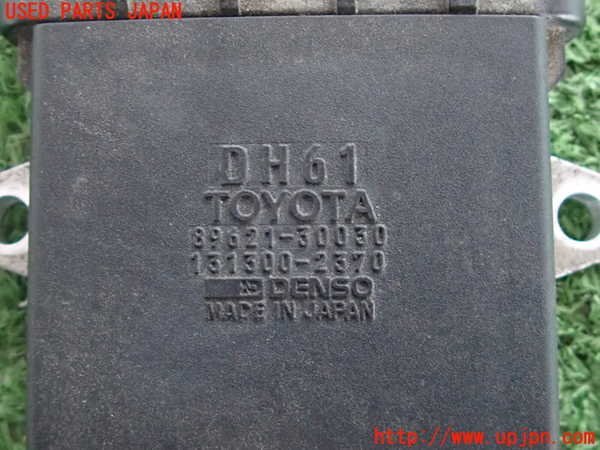 USED PARTS JAPAN
DH61
TOYOTA
89621-30030
131300-2370
DENSO
MADE IN JAPAN
http://www.upjpn.com/